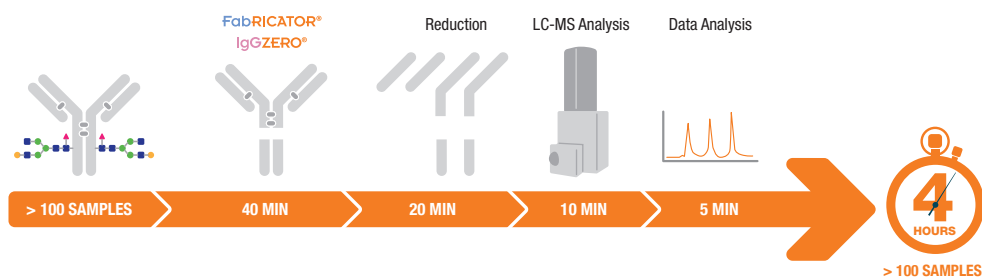 FabRICATOR®
IgGZERO®
Reduction
LC-MS Analysis
Data Analysis
> 100 SAMPLES
40 MIN
20 MIN
10 MIN
5 MIN
4
HOURS
> 100 SAMPLES